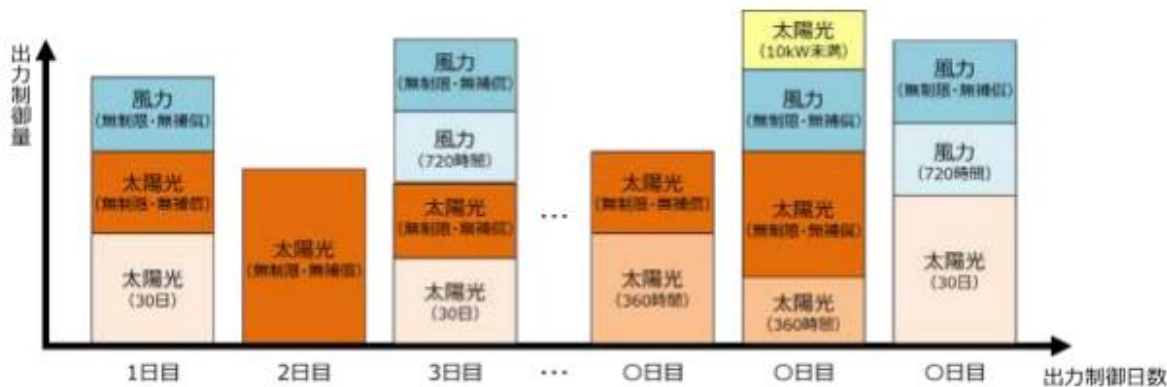 出力制御量
風力
(無制限・無補償)
太陽光
(無制限・無補償)
太陽光
(30日)
太陽光
(無制限・無補償)
風力
(無制限・無補償)
風力
(720時間)
太陽光
(無制限・無補償)
太陽光
(30日)
…
太陽光
(無制限・無補償)
太陽光
(360時間)
太陽光
(10kW未満)
風力
(無制限・無補償)
太陽光
(無制限・無補償)
太陽光
(360時間)
風力
(無制限・無補償)
風力
(720時間)
太陽光
(30日)
1日目 2日目 3日目 … 〇日目 〇日目 〇日目
出力制御日数